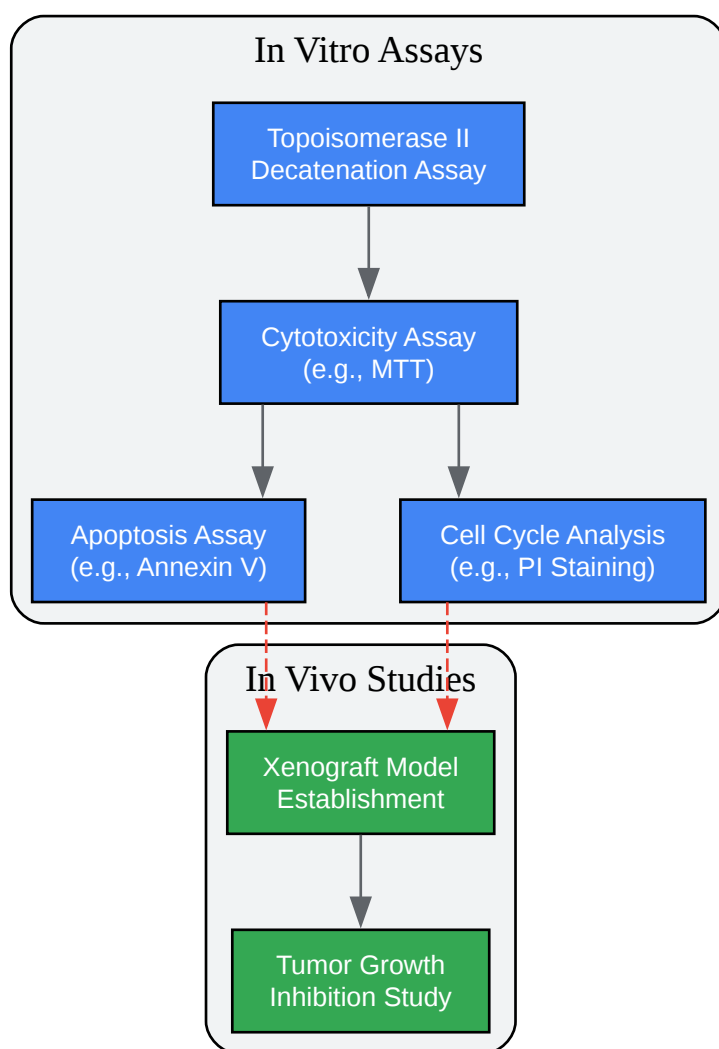 In Vitro Assays
Topoisomerase II
Decatenation Assay
Cytotoxicity Assay
(e.g., MTT)
Apoptosis Assay
(e.g., Annexin V)
Cell Cycle Analysis
(e.g., PI Staining)
In Vivo Studies
Xenograft Model
Establishment
Tumor Growth
Inhibition Study